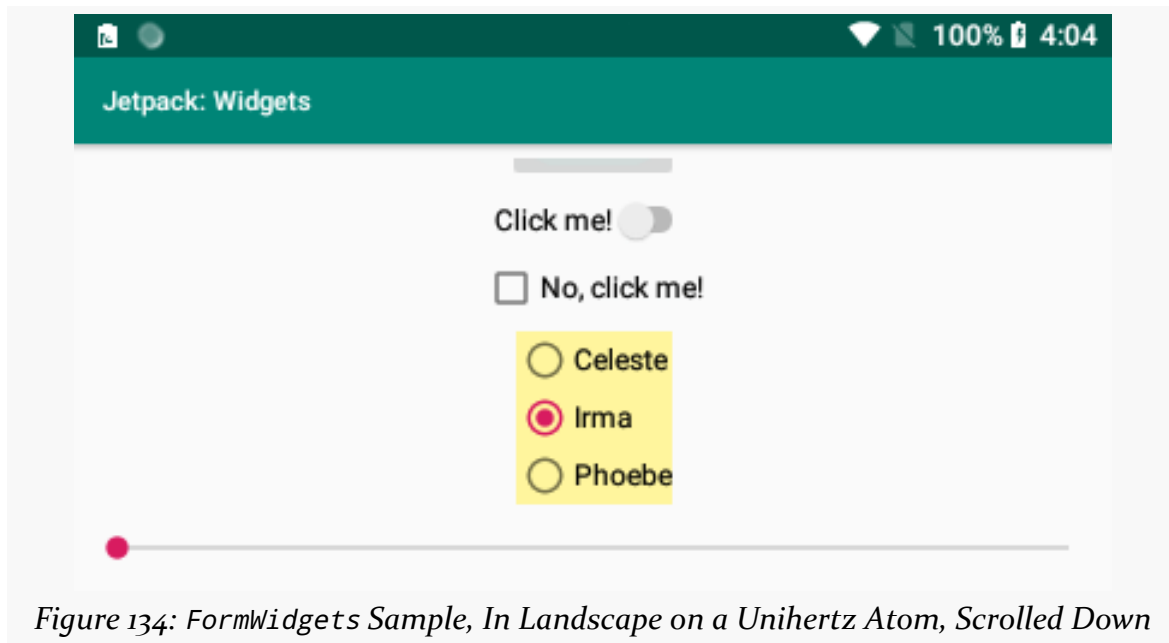 100% 4:04
Jetpack: Widgets
Click me!
No, click me!
Celeste
Irma
Phoebe
Figure 134: FormWidgets Sample, In Landscape on a Unihertz Atom, Scrolled Down